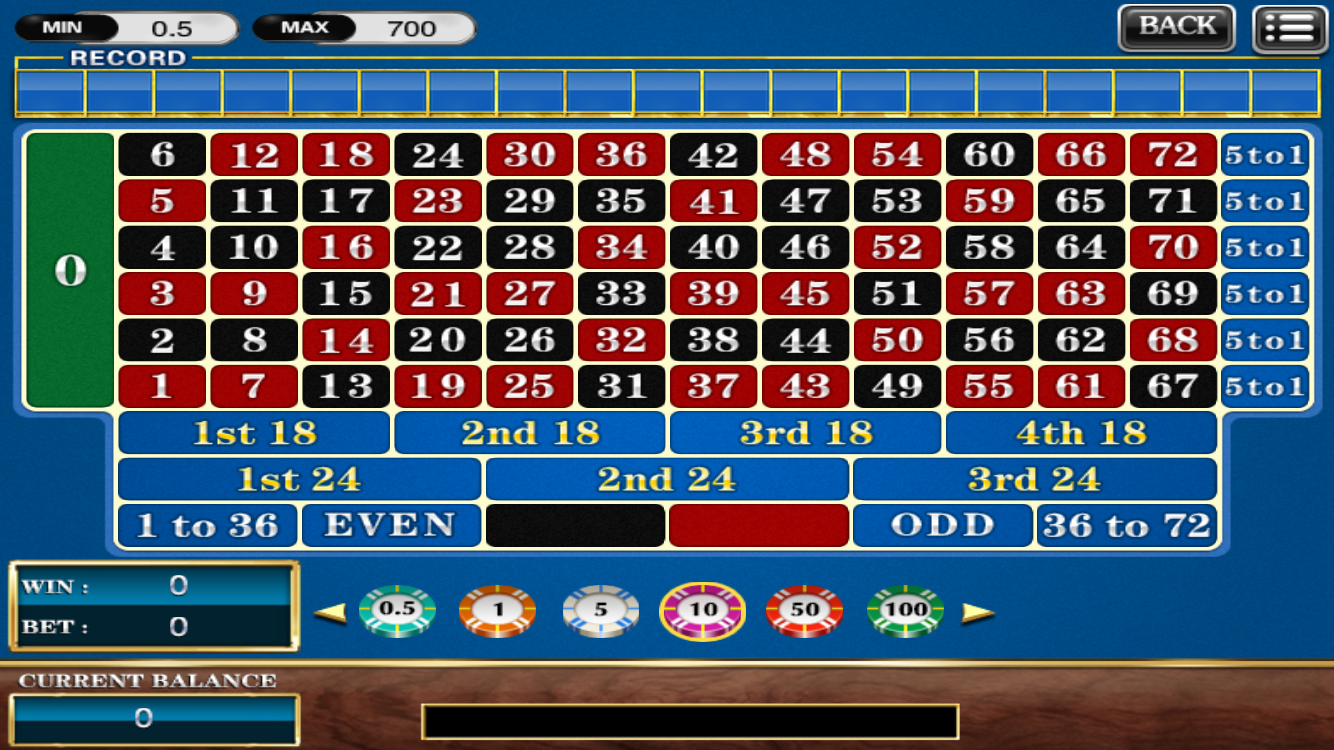 MIN 0.5 MAX 700 BACK
RECORD
6 12 18 24 30 36 42 48 54 60 66 72 5to1
5 11 17 23 29 35 41 47 53 59 65 71 5to1
4 10 16 22 28 34 40 46 52 58 64 70 5to1
0
3 9 15 21 27 33 39 45 51 57 63 69 5to1
2 8 14 20 26 32 38 44 50 56 62 68 5to1
1 7 13 19 25 31 37 43 49 55 61 67 5to1
1st 18 2nd 18 3rd 18 4th 18
1st 24 2nd 24 3rd 24
1 to 36 EVEN ODD 36 to 72
WIN : 0
BET : 0
0.5 1 5 10 50 100
CURRENT BALANCE
0